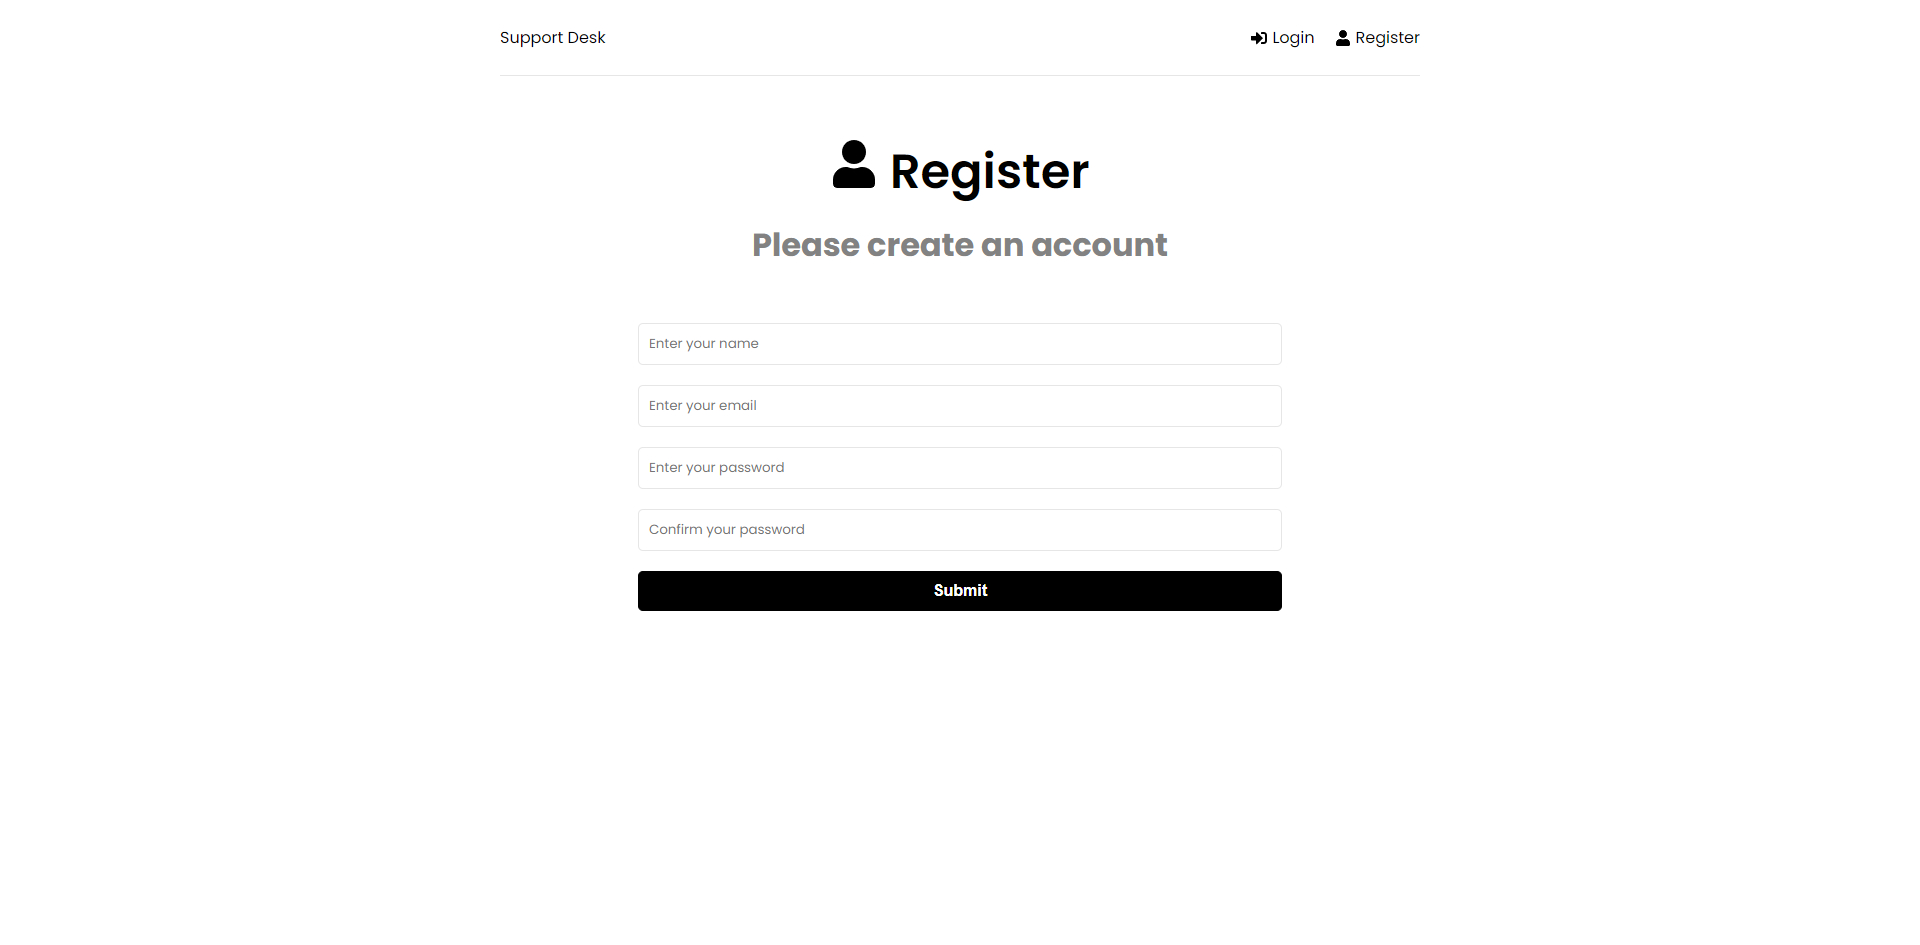 Support Desk
Login
Register
Register
Please create an account
Enter your name
Enter your email
Enter your password
Confirm your password
Submit